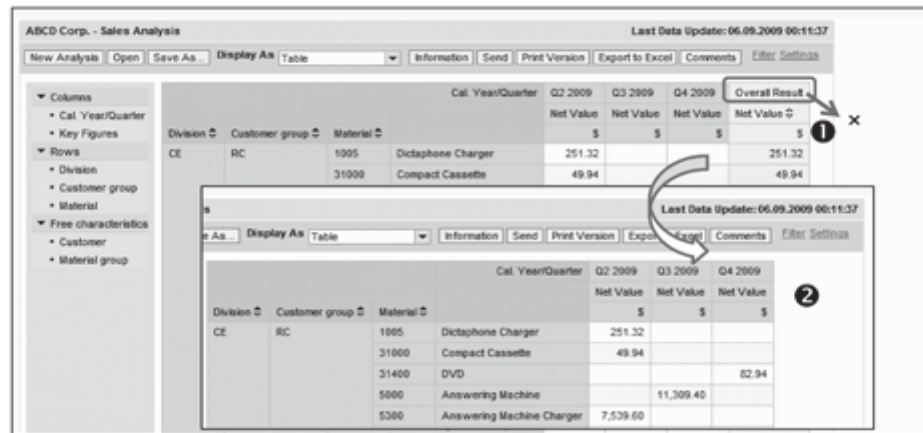 ABCD Corp. - Sales Analysis Last Data Update: 06.09.2009 00:11:37
New Analysis Open Save As... Display As Table Information Send Print Version Export to Excel Comments Filter Settings
Columns
Cal. Year/Quarter
Key Figures
Rows
Division
Customer group
Material
Free characteristics
Customer
Material group
Cal. Year/Quarter Q2 2009 Q3 2009 Q4 2009 Overall Result
Net Value Net Value Net Value Net Value
Division Customer group Material $ $ $ $
CE RC 1005 Dictaphone Charger 251.32 251.32
31000 Compact Cassette 49.94 49.94
1
s Last Data Update: 06.09.2009 00:11:37
e As... Display As Table Information Send Print Version Export to Excel Comments Filter Settings
Cal. Year/Quarter Q2 2009 Q3 2009 Q4 2009
Net Value Net Value Net Value
Division Customer group Material $ $ $
CE RC 1005 Dictaphone Charger 251.32
31000 Compact Cassette 49.94
31400 DVD 82.94
5000 Answering Machine 11,309.40
5300 Answering Machine Charger 7,539.60
2